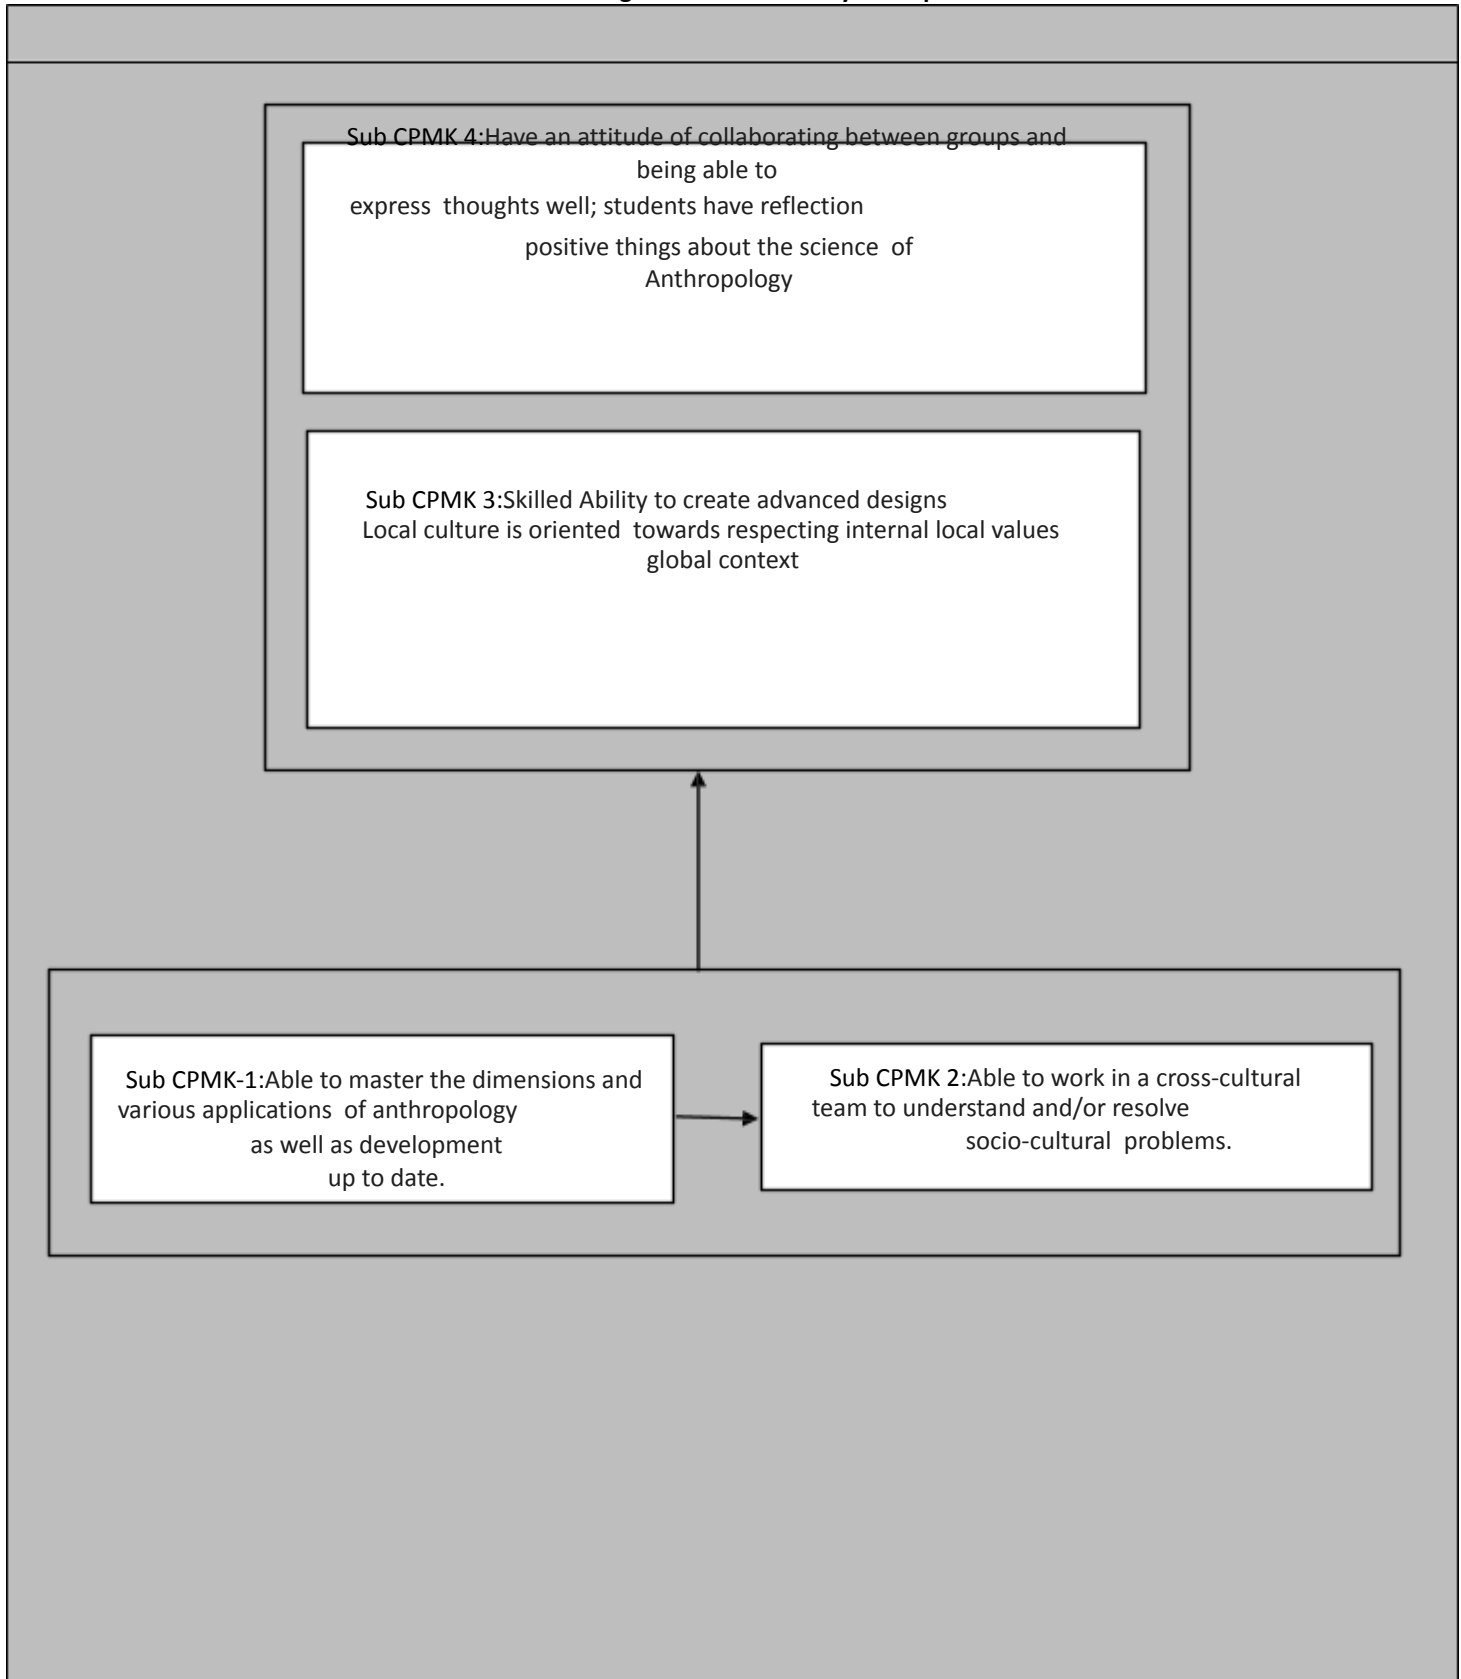 Sub CPMK 4:Have an attitude of collaborating between groups and
being able to
express thoughts well; students have reflection
positive things about the science of
Anthropology
Sub CPMK 3:Skilled Ability to create advanced designs
Local culture is oriented towards respecting internal local values
global context
Sub CPMK-1:Able to master the dimensions and
various applications of anthropology
as well as development
up to date.
Sub CPMK 2:Able to work in a cross-cultural
team to understand and/or resolve
socio-cultural problems.